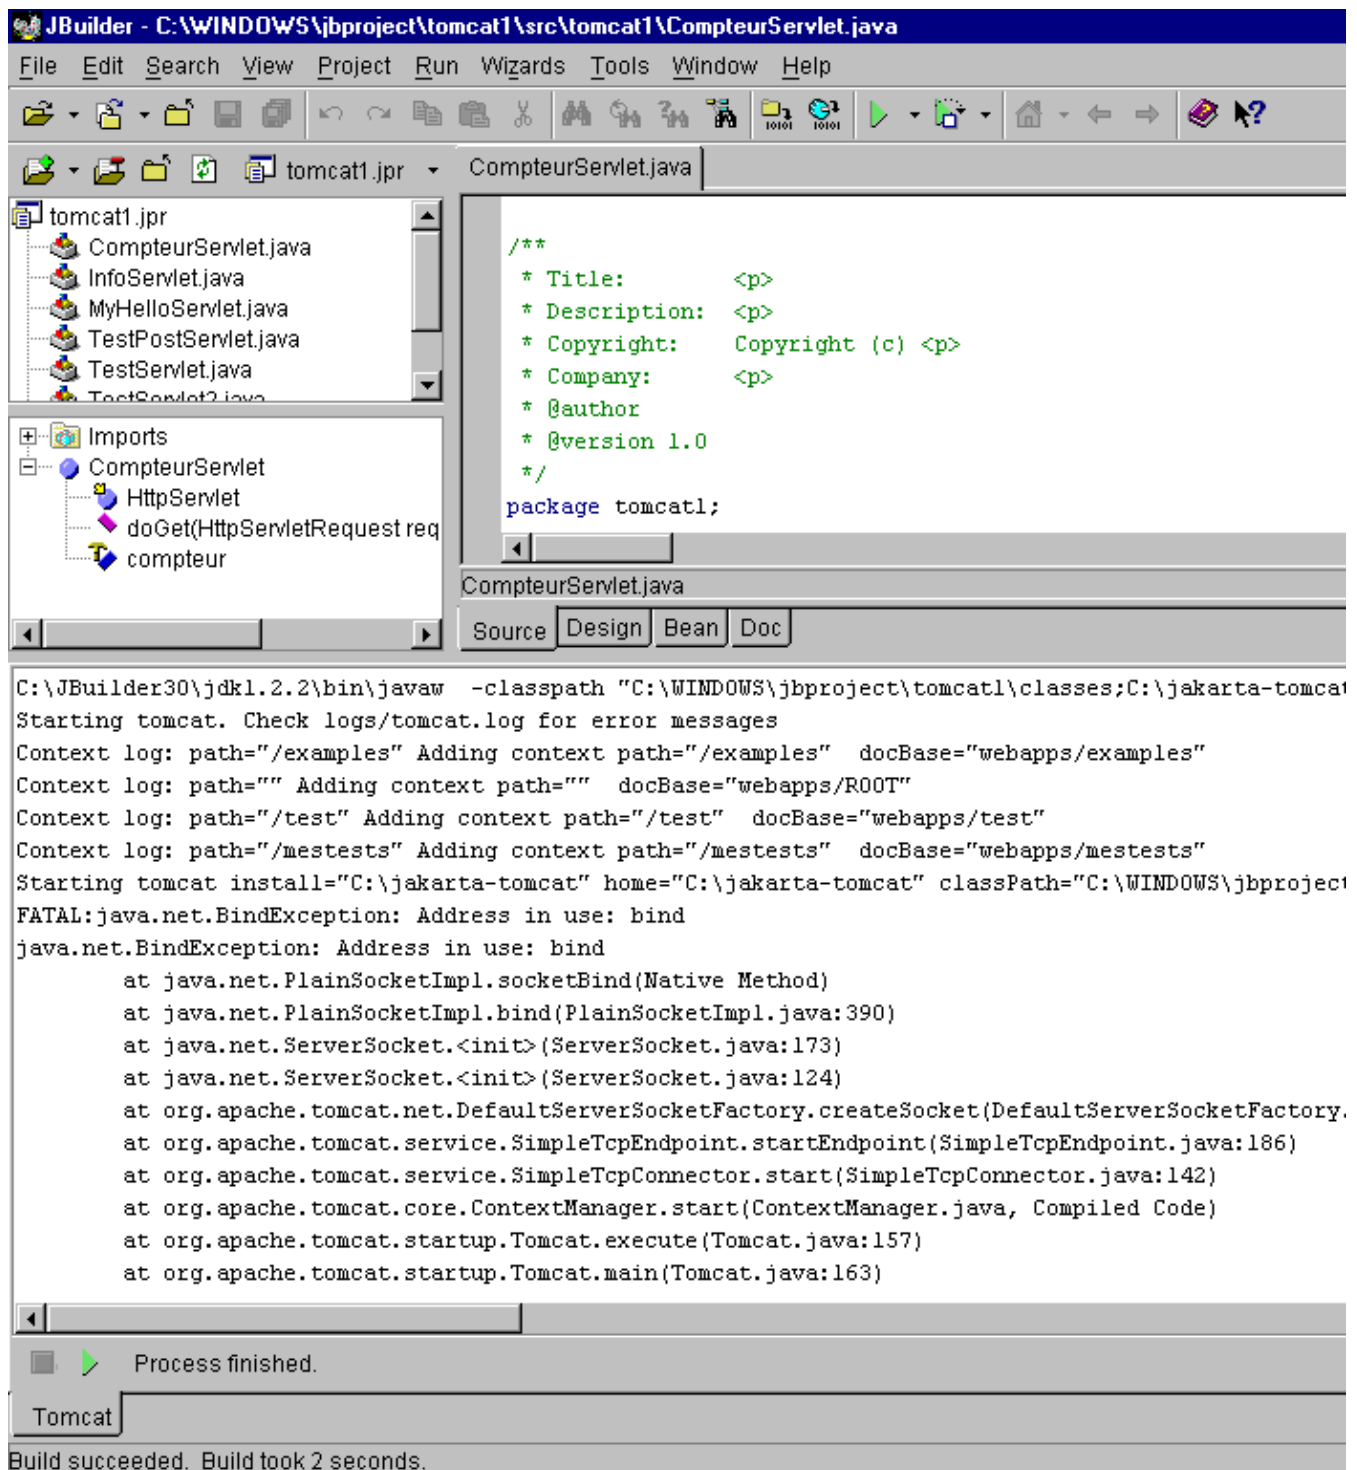 JBuilder - C:\WINDOWS\jbproject\tomcat1\src\tomcat1\CompteurServlet.java
File Edit Search View Project Run Wizards Tools Window Help
tomcat1.jpr
CompteurServlet.java
tomcat1.jpr
CompteurServlet.java
InfoServlet.java
MyHelloServlet.java
TestPostServlet.java
TestServlet.java
TestServlet2.java
Imports
CompteurServlet
HttpServlet
doGet(HttpServletRequest req
compteur
/**
* Title: <p>
* Description: <p>
* Copyright: Copyright (c) <p>
* Company: <p>
* @author
* @version 1.0
*/
package tomcat1;
CompteurServlet.java
Source Design Bean Doc
C:\JBuilder30\jdk1.2.2\bin\javaw -classpath "C:\WINDOWS\jbproject\tomcat1\classes;C:\jakarta-tomcat
Starting tomcat. Check logs/tomcat.log for error messages
Context log: path="/examples" Adding context path="/examples" docBase="webapps/examples"
Context log: path="" Adding context path="" docBase="webapps/ROOT"
Context log: path="/test" Adding context path="/test" docBase="webapps/test"
Context log: path="/mestests" Adding context path="/mestests" docBase="webapps/mestests"
Starting tomcat install="C:\jakarta-tomcat" home="C:\jakarta-tomcat" classPath="C:\WINDOWS\jbproject
FATAL:java.net.BindException: Address in use: bind
java.net.BindException: Address in use: bind
at java.net.PlainSocketImpl.socketBind(Native Method)
at java.net.PlainSocketImpl.bind(PlainSocketImpl.java:390)
at java.net.ServerSocket.<init>(ServerSocket.java:173)
at java.net.ServerSocket.<init>(ServerSocket.java:124)
at org.apache.tomcat.net.DefaultServerSocketFactory.createSocket(DefaultServerSocketFactory.
at org.apache.tomcat.service.SimpleTcpEndpoint.startEndpoint(SimpleTcpEndpoint.java:186)
at org.apache.tomcat.service.SimpleTcpConnector.start(SimpleTcpConnector.java:142)
at org.apache.tomcat.core.ContextManager.start(ContextManager.java, Compiled Code)
at org.apache.tomcat.startup.Tomcat.execute(Tomcat.java:157)
at org.apache.tomcat.startup.Tomcat.main(Tomcat.java:163)
Process finished.
Tomcat
Build succeeded. Build took 2 seconds.